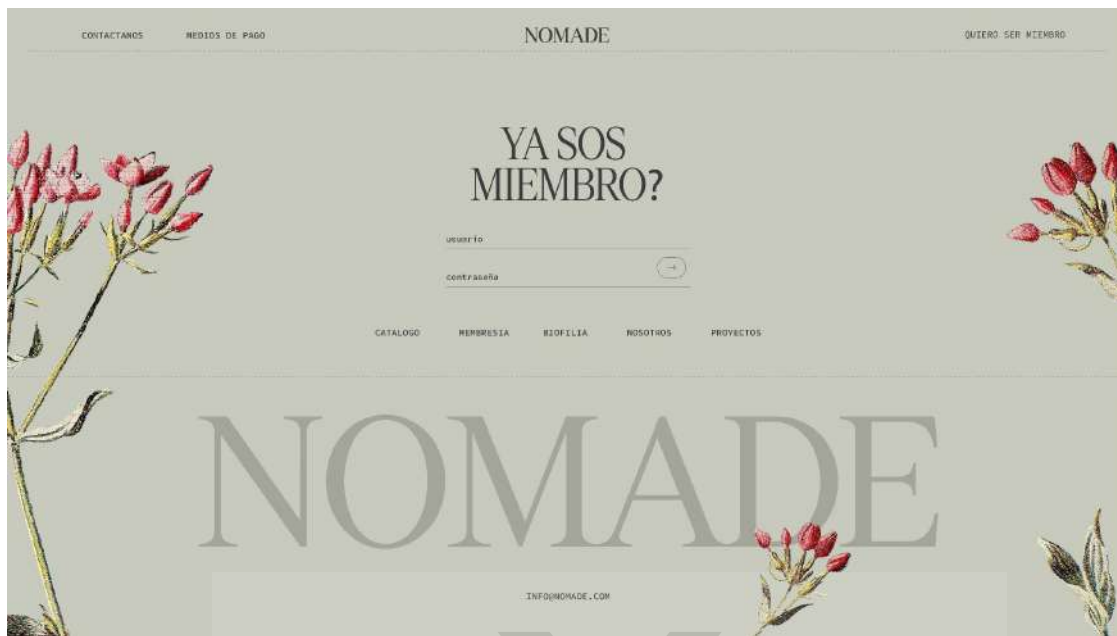 CONTACTANOS MEDIOS DE PAGO NOMADE QUIERO SER MIEMBRO
YA SOS
MIEMBRO?
usuario
contraseña
CATALOGO MEMBRESIA BIOFILIA NOSOTROS PROYECTOS
NOMADE
INFO@NOMADE.COM